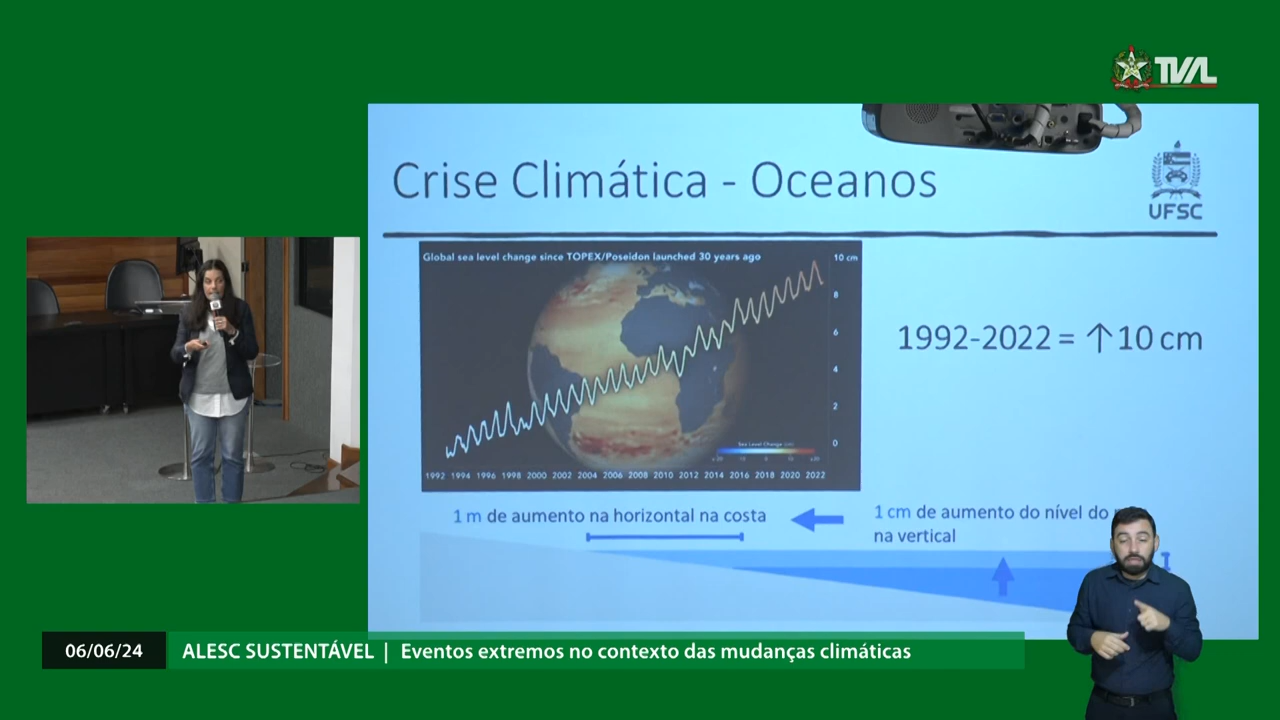 TVAL
Crise Climática - Oceanos
UFSC
Global sea level change since TOPEX/Poseidon launched 30 years ago
10 cm
8
6
4
2
0
1992 1994 1996 1998 2000 2002 2004 2006 2008 2010 2012 2014 2016 2018 2020 2022
1992-2022 = ↑10 cm
1 m de aumento na horizontal na costa
1 cm de aumento do nível do
na vertical
06/06/24
ALESC SUSTENTÁVEL | Eventos extremos no contexto das mudanças climáticas